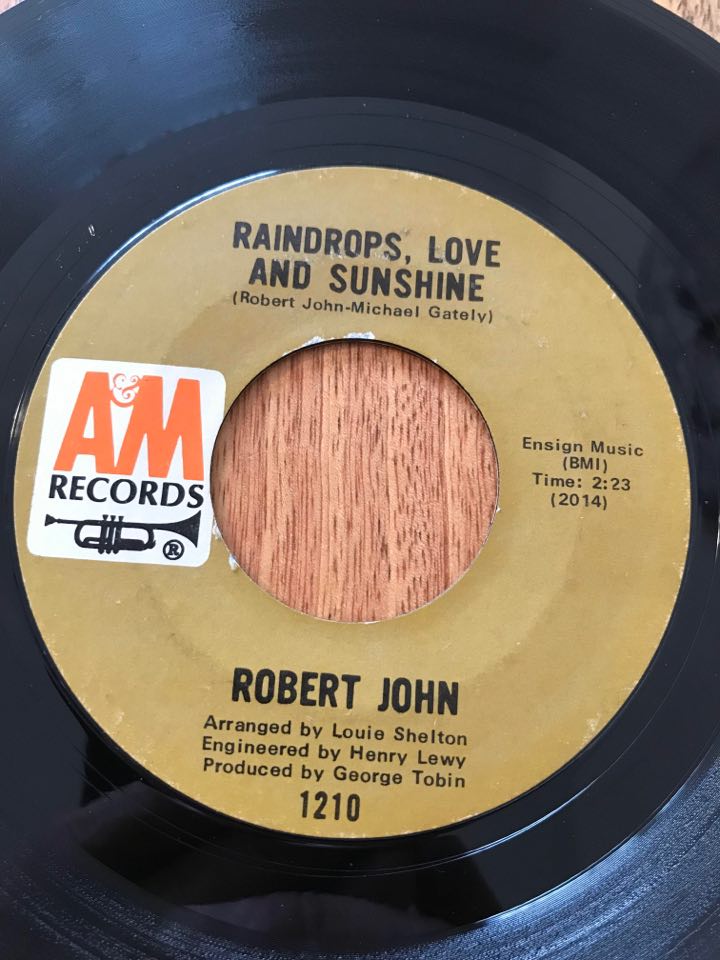 RAINDROPS, LOVE
AND SUNSHINE
(Robert John-Michael Gately)
A&M
RECORDS
®
Ensign Music
(BMI)
Time: 2:23
(2014)
ROBERT JOHN
Arranged by Louie Shelton
Engineered by Henry Lewy
Produced by George Tobin
1210